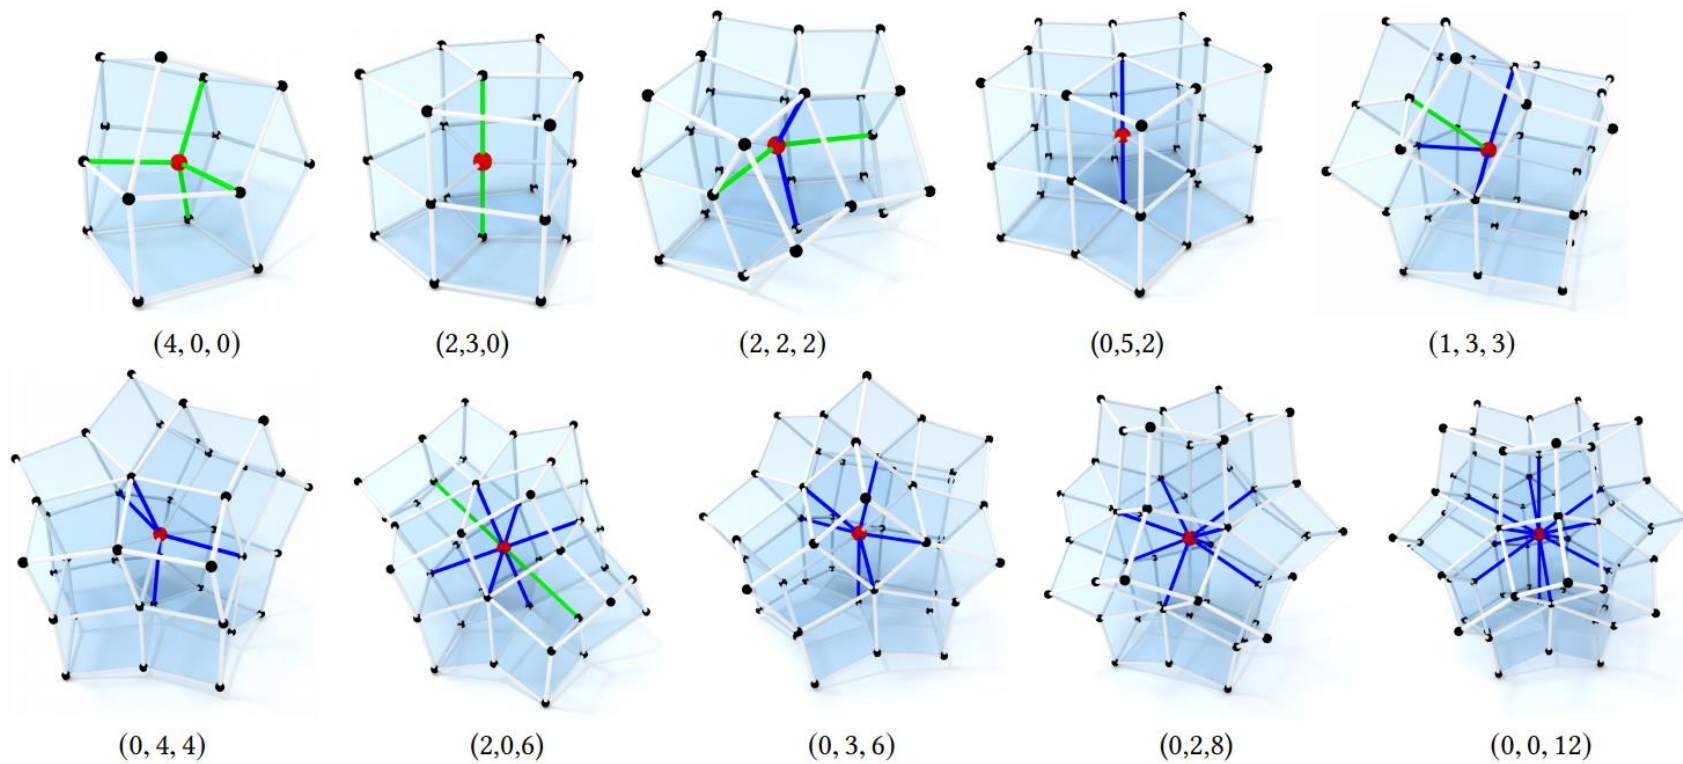 (4, 0, 0) (2,3,0) (2, 2, 2) (0,5,2) (1, 3, 3)
(0, 4, 4) (2,0,6) (0, 3, 6) (0,2,8) (0, 0, 12)